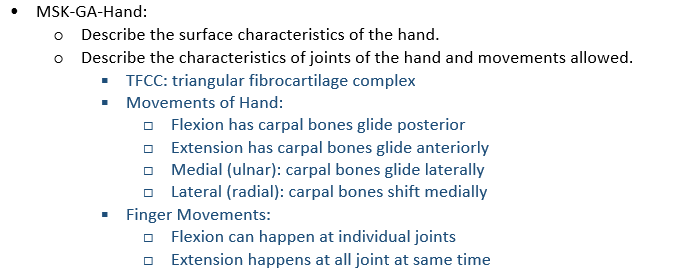 • MSK-GA-Hand:
o Describe the surface characteristics of the hand.
o Describe the characteristics of joints of the hand and movements allowed.
▪ TFCC: triangular fibrocartilage complex
▪ Movements of Hand:
□ Flexion has carpal bones glide posterior
□ Extension has carpal bones glide anteriorly
□ Medial (ulnar): carpal bones glide laterally
□ Lateral (radial): carpal bones shift medially
▪ Finger Movements:
□ Flexion can happen at individual joints
□ Extension happens at all joint at same time